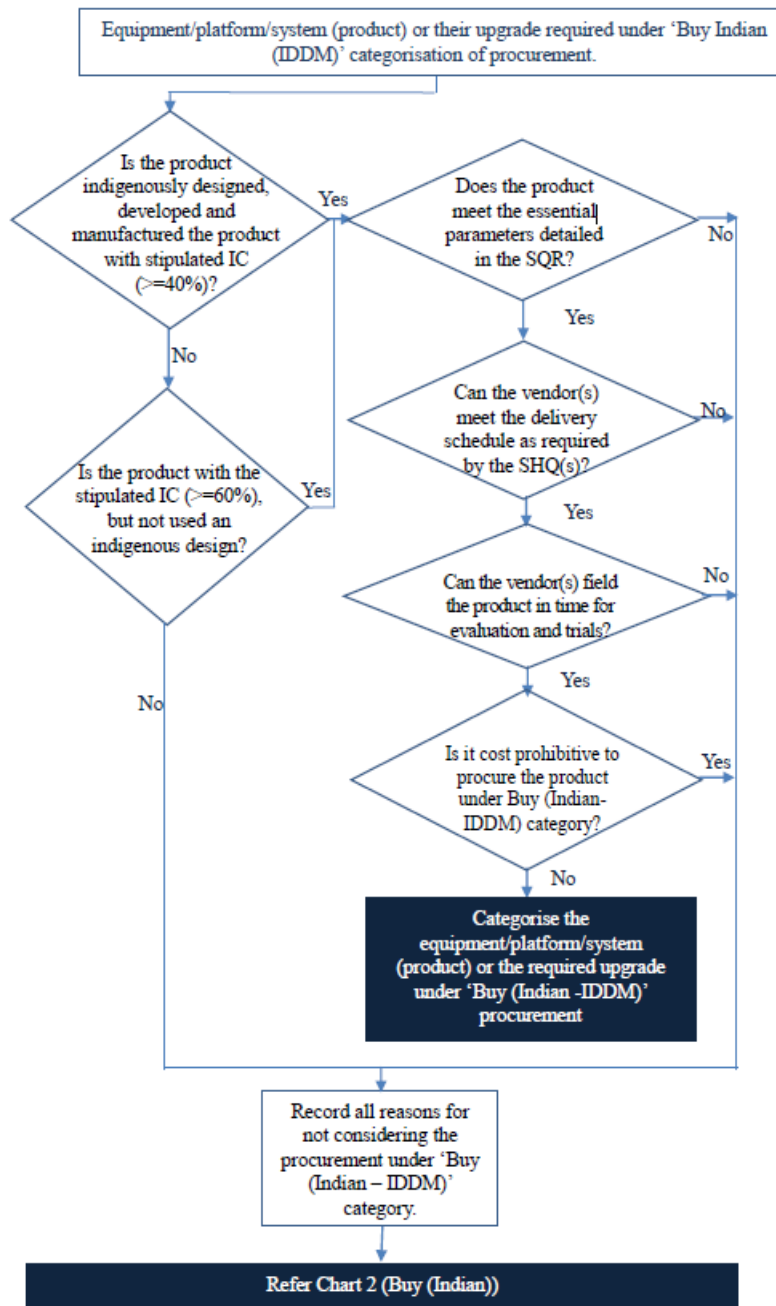 Equipment/platform/system (product) or their upgrade required under ‘Buy Indian
(IDDM)’ categorisation of procurement.
Is the product
indigenously designed,
developed and
manufactured the product
with stipulated IC
(>=40%)?
Yes
No
Is the product with the
stipulated IC (>=60%),
but not used an
indigenous design?
Yes
No
Does the product
meet the essential
parameters detailed
in the SQR?
No
Yes
Can the vendor(s)
meet the delivery
schedule as required
by the SHQ(s)?
No
Yes
Can the vendor(s) field
the product in time for
evaluation and trials?
No
Yes
Is it cost prohibitive to
procure the product
under Buy (Indian-
IDDM) category?
Yes
No
Categorise the
equipment/platform/system
(product) or the required upgrade
under ‘Buy (Indian -IDDM)’
procurement
Record all reasons for
not considering the
procurement under ‘Buy
(Indian – IDDM)’
category.
Refer Chart 2 (Buy (Indian))